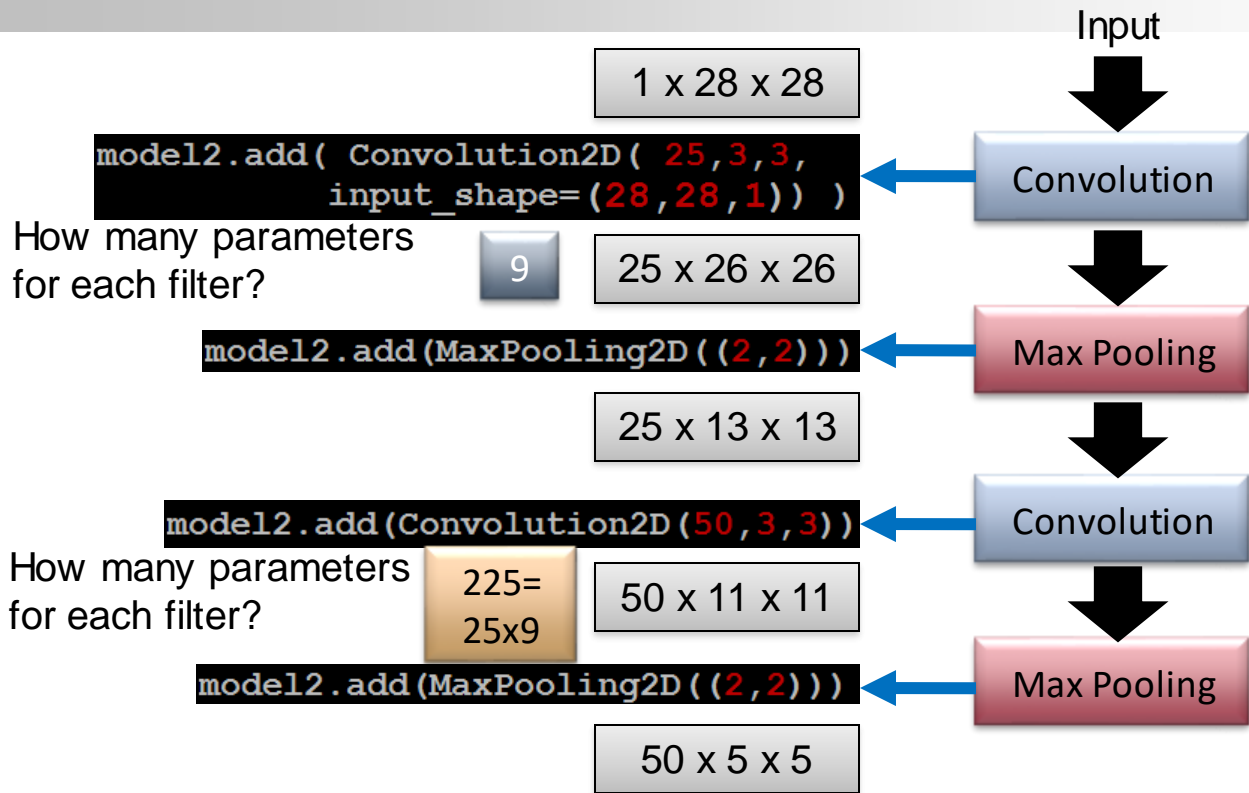 Input
1 x 28 x 28
model2.add( Convolution2D( 25,3,3,
input_shape=(28,28,1)) )
Convolution
How many parameters
for each filter?
9
25 x 26 x 26
model2.add(MaxPooling2D((2,2)))
Max Pooling
25 x 13 x 13
model2.add(Convolution2D(50,3,3))
Convolution
How many parameters
for each filter?
225=
25x9
50 x 11 x 11
model2.add(MaxPooling2D((2,2)))
Max Pooling
50 x 5 x 5